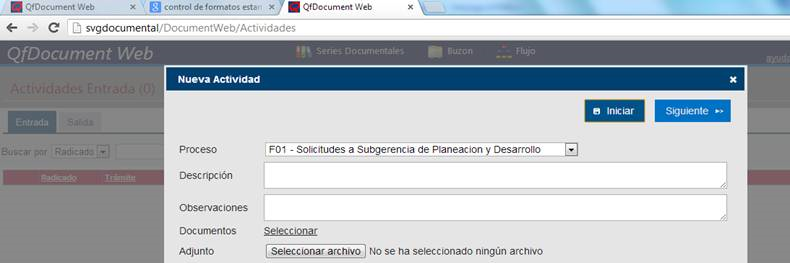 QfDocument Web
control de formatos estan
QfDocument Web
svgdocumental/DocumentWeb/Actividades
QfDocument Web
Series Documentales
Buzon
Flujo
ayuda
Actividades Entrada (0)
Nueva Actividad
Iniciar
Siguiente
Entrada
Salida
Buscar por
Radicado
Radicado
Trámite
Proceso
F01 - Solicitudes a Subgerencia de Planeacion y Desarrollo
Descripción
Observaciones
Documentos
Seleccionar
Adjunto
Seleccionar archivo
No se ha seleccionado ningún archivo